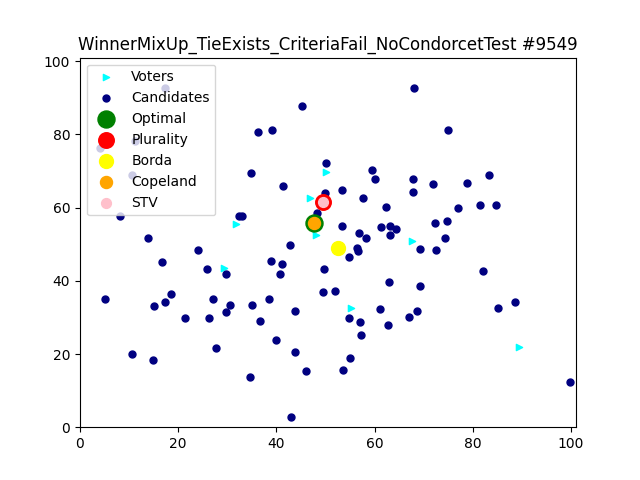 WinnerMixUp_TieExists_CriteriaFail_NoCondorcetTest #9549
100
80
60
40
20
0
Voters
Candidates
Optimal
Plurality
Borda
Copeland
STV
0 20 40 60 80 100